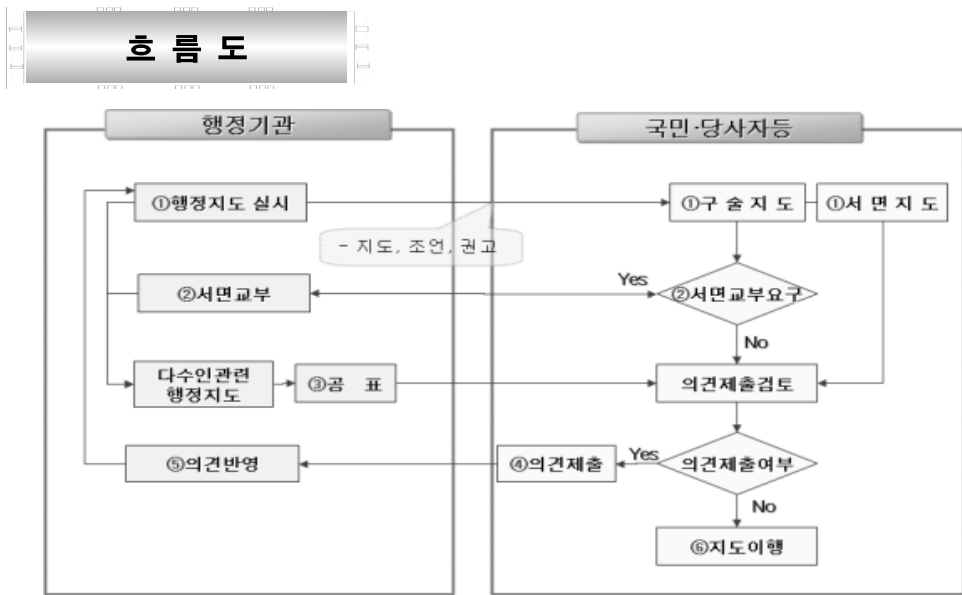 흐 름 도
행정기관
국민·당사자등
①행정지도 실시
①구 술 지 도
①서 면 지 도
- 지도, 조언, 권고
②서면교부
Yes
②서면교부요구
No
다수인관련
행정지도
③공 표
의견제출검토
⑤의견반영
④의견제출
Yes
의견제출여부
No
⑥지도이행